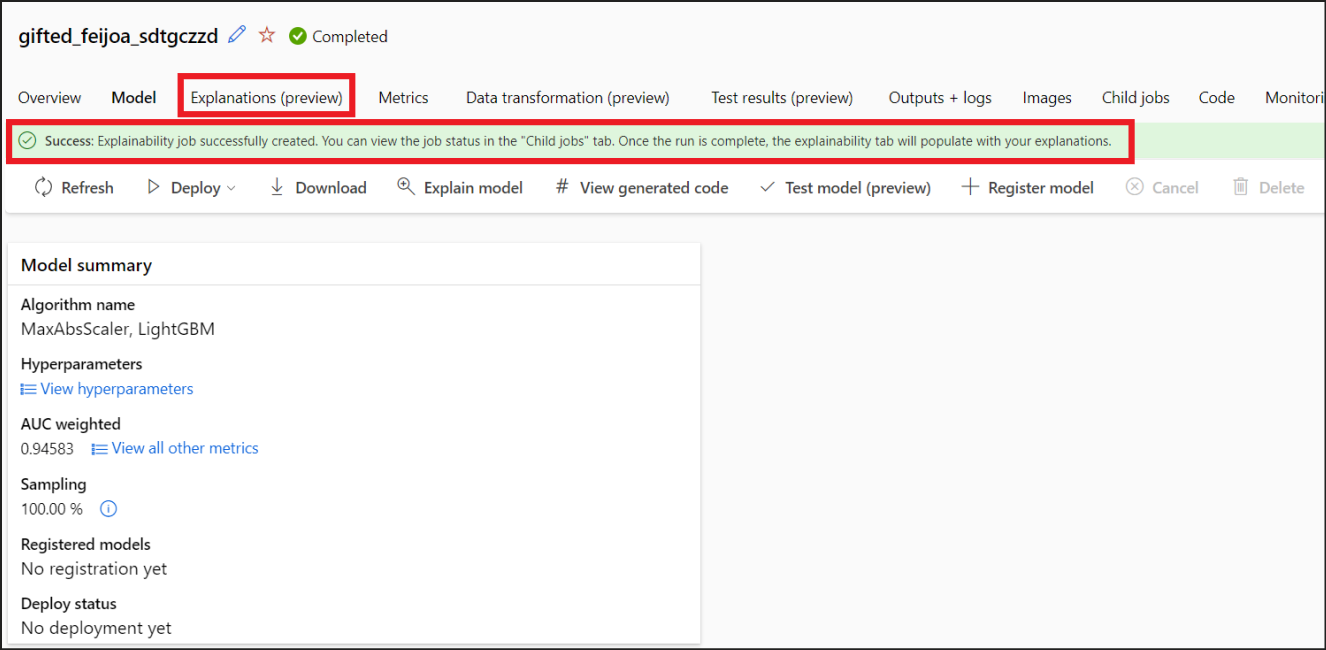 gifted_feijoa_sdtgczzd Completed
Overview Model Explanations (preview) Metrics Data transformation (preview) Test results (preview) Outputs + logs Images Child jobs Code Monitori
Success: Explainability job successfully created. You can view the job status in the "Child jobs" tab. Once the run is complete, the explainability tab will populate with your explanations.
Refresh Deploy Download Explain model # View generated code Test model (preview) Register model Cancel Delete
Model summary
Algorithm name
MaxAbsScaler, LightGBM
Hyperparameters
View hyperparameters
AUC weighted
0.94583 View all other metrics
Sampling
100.00 %
Registered models
No registration yet
Deploy status
No deployment yet